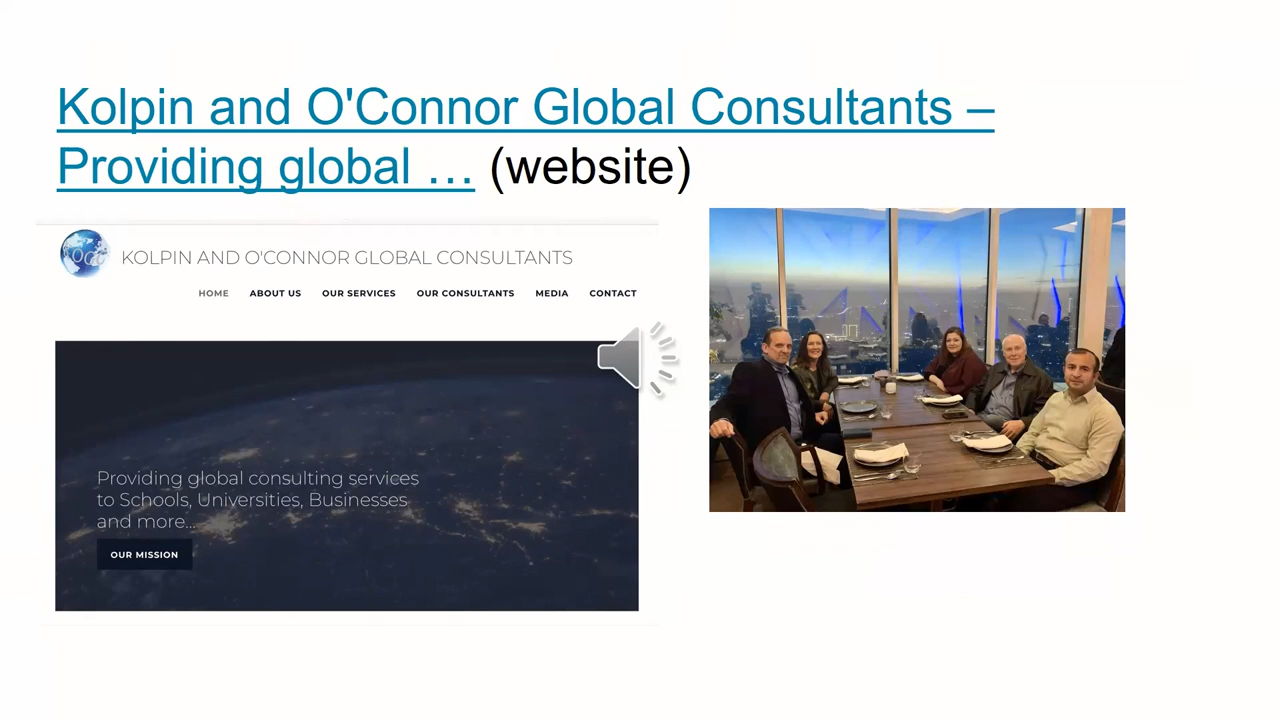 Kolpin and O'Connor Global Consultants –
Providing global … (website)
KOLPIN AND O'CONNOR GLOBAL CONSULTANTS
HOME ABOUT US OUR SERVICES OUR CONSULTANTS MEDIA CONTACT
Providing global consulting services
to Schools, Universities, Businesses
and more...
OUR MISSION